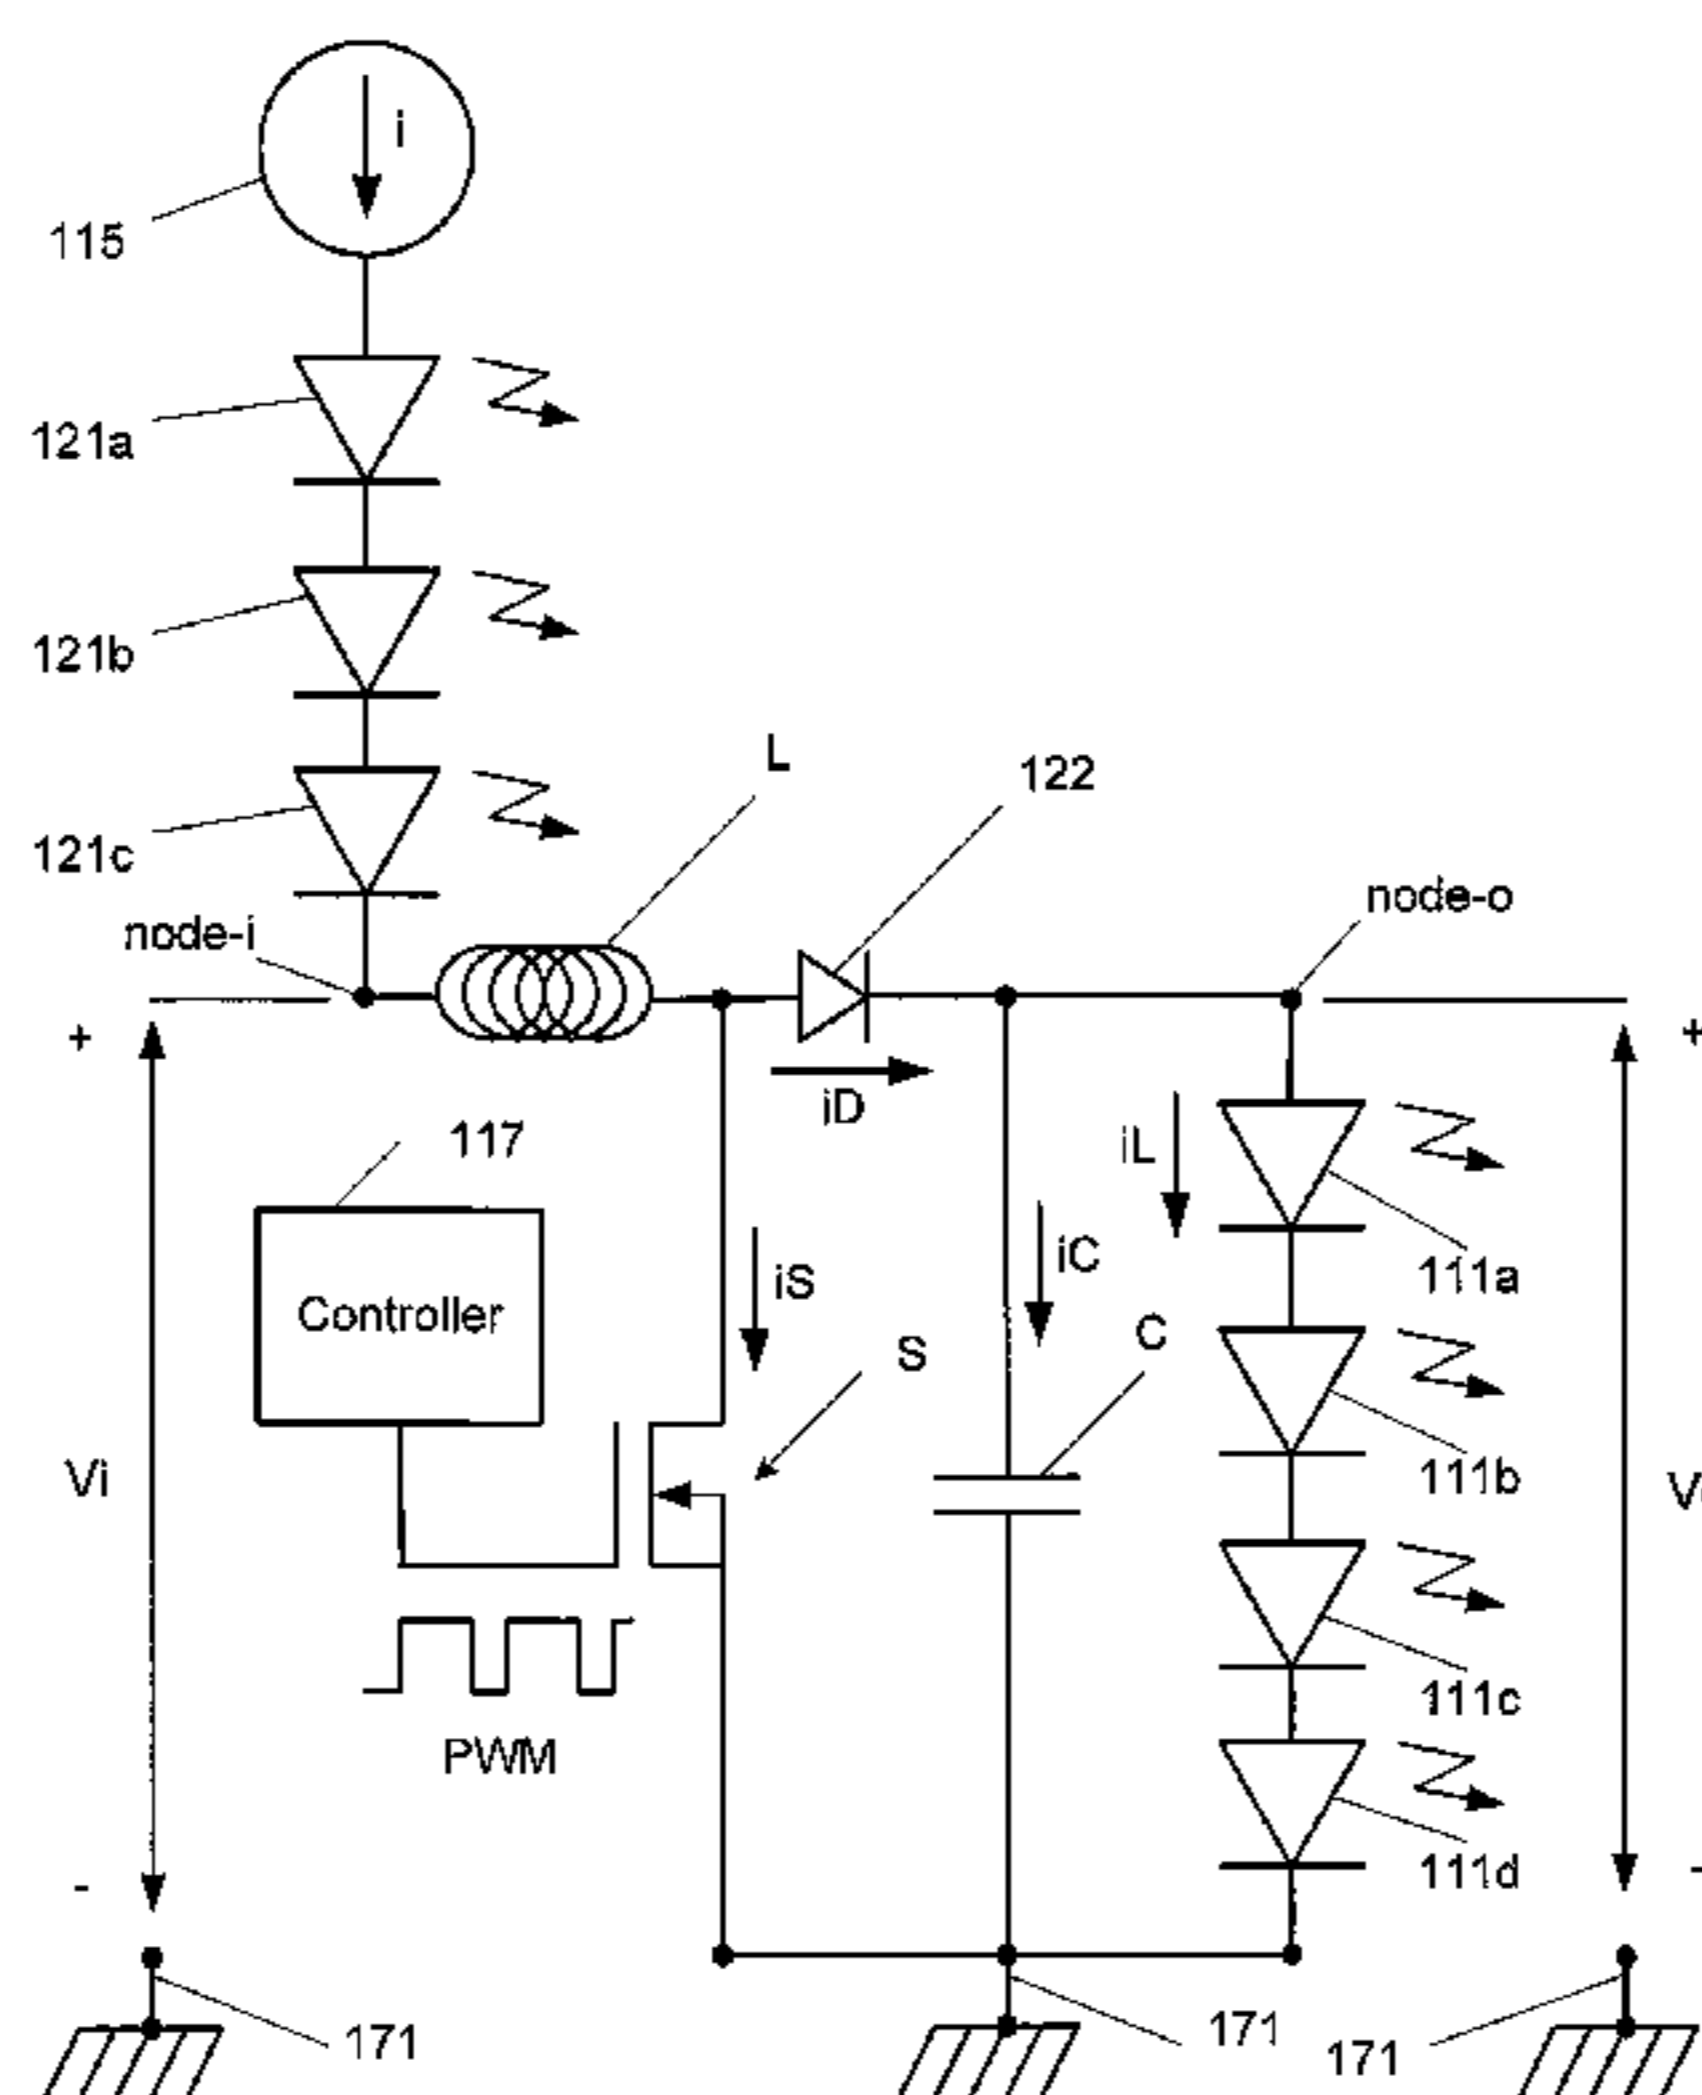 i
115
121a
121b
121c
L
122
node-i
node-o
+
+
iD
117
iL
Controller
iS
iC
111a
S
C
Vi
111b
PWM
111c
111d
-
-
171
171
171